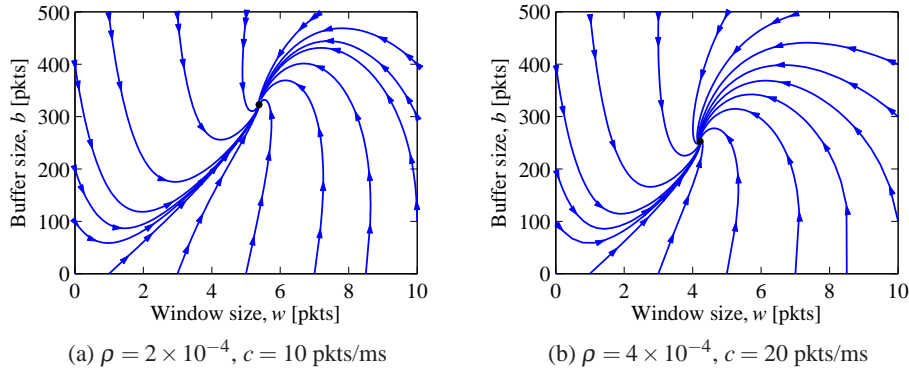 500
400
300
200
100
0
Buffer size, b [pkts]
0 2 4 6 8 10
Window size, w [pkts]
(a) ρ = 2 × 10⁻⁴, c = 10 pkts/ms
500
400
300
200
100
0
Buffer size, b [pkts]
0 2 4 6 8 10
Window size, w [pkts]
(b) ρ = 4 × 10⁻⁴, c = 20 pkts/ms